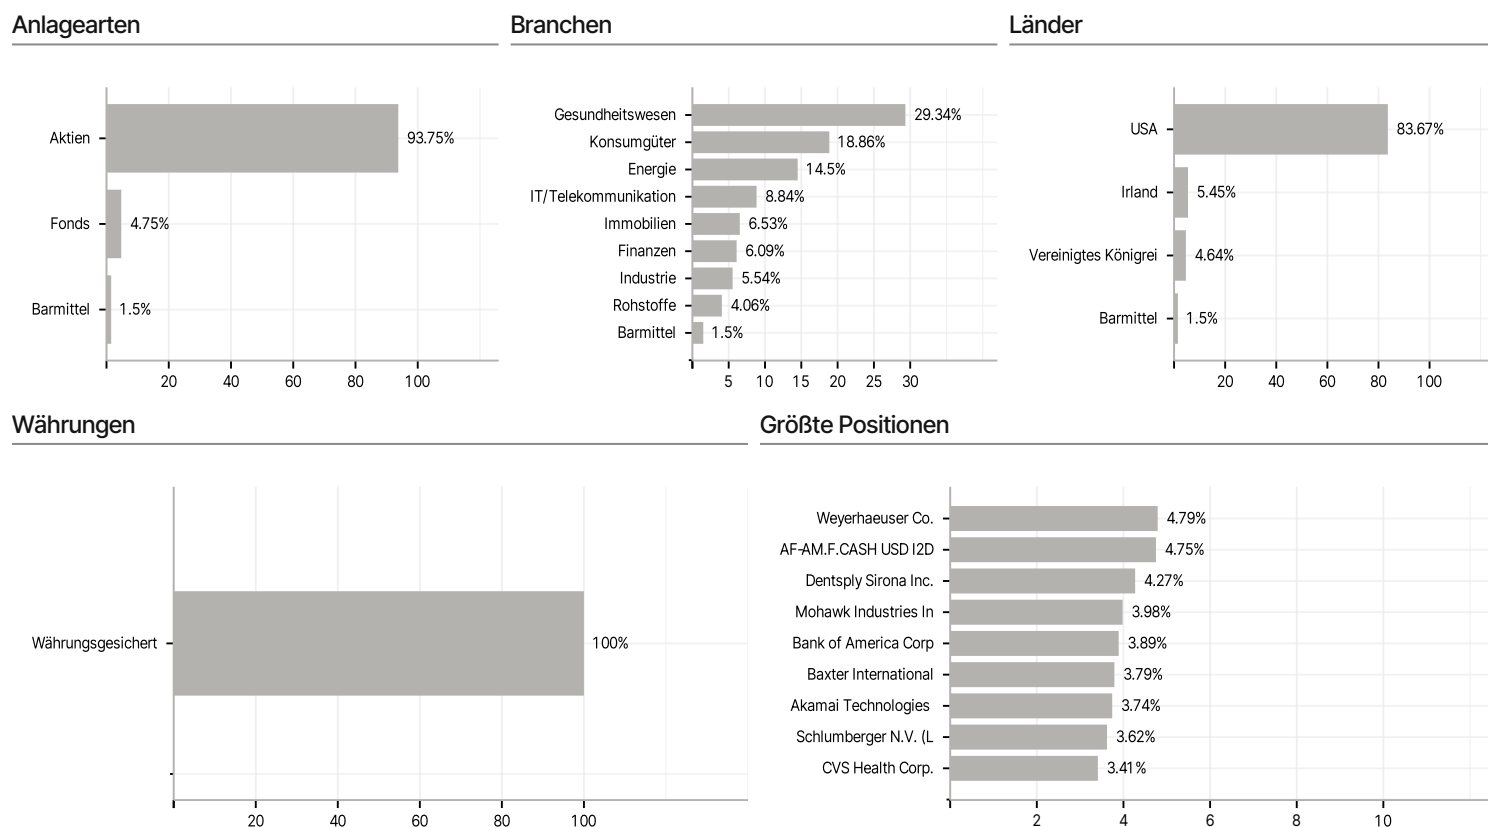 Anlagearten
Aktien 93.75%
Fonds 4.75%
Barmittel 1.5%
20 40 60 80 100
Branchen
Gesundheitswesen 29.34%
Konsumgüter 18.86%
Energie 14.5%
IT/Telekommunikation 8.84%
Immobilien 6.53%
Finanzen 6.09%
Industrie 5.54%
Rohstoffe 4.06%
Barmittel 1.5%
5 10 15 20 25 30
Länder
USA 83.67%
Irland 5.45%
Vereinigtes Königrei 4.64%
Barmittel 1.5%
20 40 60 80 100
Währungen
Währungsgesichert 100%
20 40 60 80 100
Größte Positionen
Weyerhaeuser Co. 4.79%
AF-AM.F.CASH USD I2D 4.75%
Dentsply Sirona Inc. 4.27%
Mohawk Industries In 3.98%
Bank of America Corp 3.89%
Baxter International 3.79%
Akamai Technologies 3.74%
Schlumberger N.V. (L 3.62%
CVS Health Corp. 3.41%
2 4 6 8 10